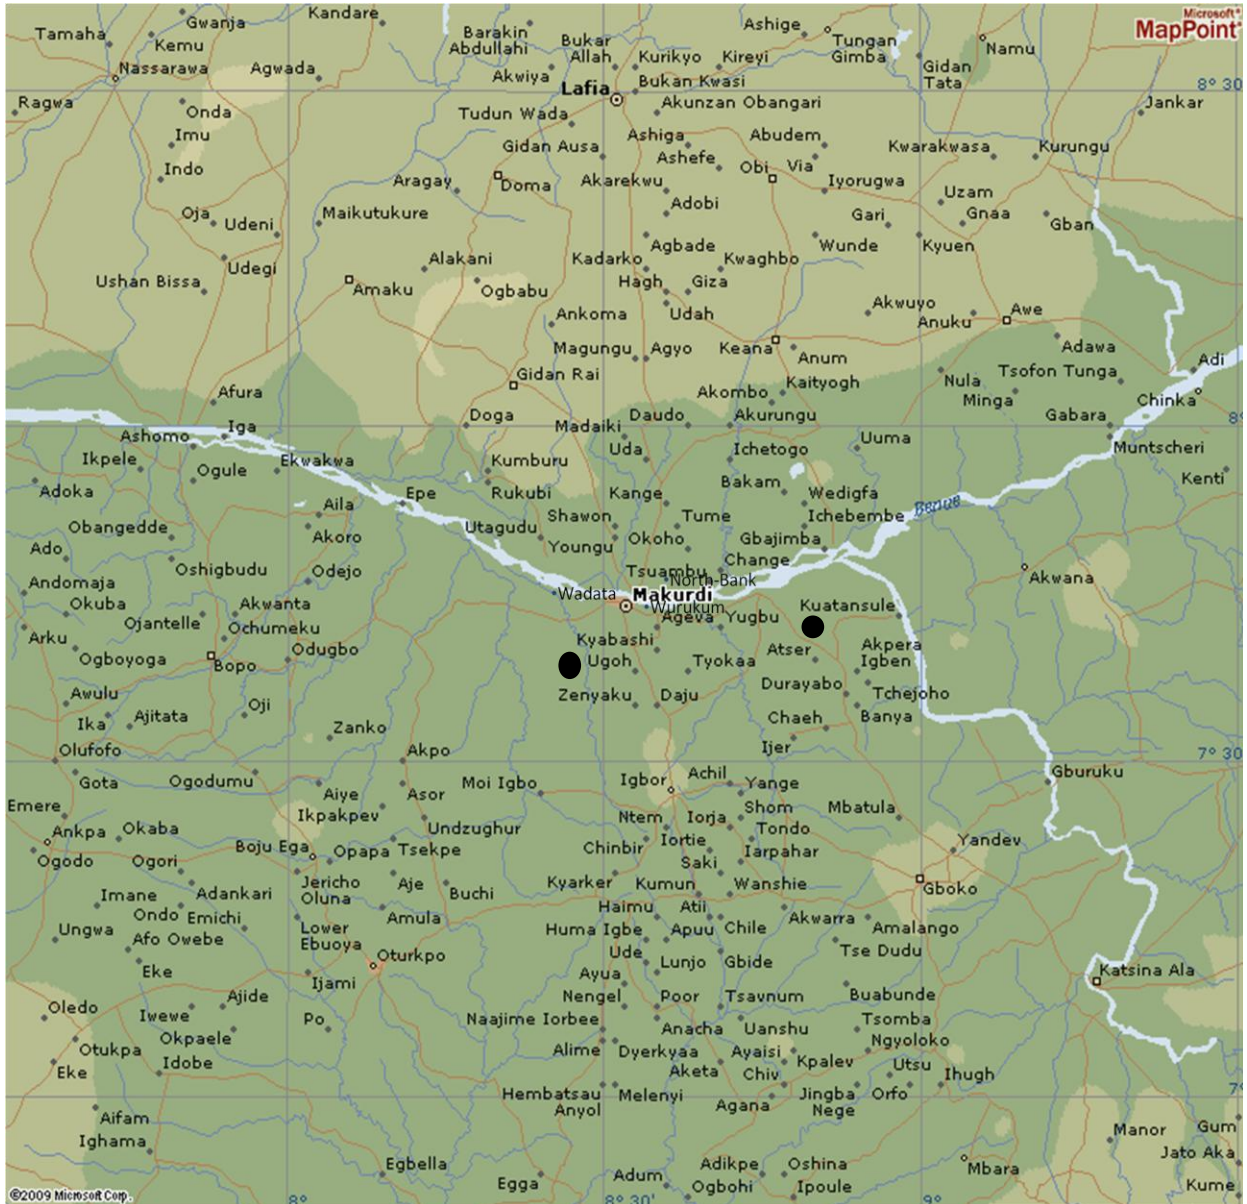 Microsoft®
MapPoint®
Kandare
Gwanja
Tamaha
Kemu
Nassarawa
Agwada
Barakin
Abdullahi
Bukar
Allah
Kurikyo
Kireyi
Ashige
Tungan
Gimba
Namu
Gidan
Tata
Akwiya
Bukan Kwasi
Lafia
8° 30
Ragwa
Onda
Tudun Wada
Akunzan Obangari
Jankar
Imu
Gidan Ausa
Ashiga
Abudem
Kwarakwasa
Kurungu
Indo
Ashefe
Obi
Via
Aragay
Doma
Akarekwu
Iyorugwa
Uzam
Adobi
Oja
Udeni
Maikutukure
Gari
Gnaa
Gban
Agbade
Wunde
Kyuen
Udegi
Alakani
Kadarko
Kwaghbo
Ushan Bissa
Amaku
Ogbabu
Hagh
Giza
Ankoma
Udah
Akwuyo
Anuku
Awe
Magungu
Agyo
Keana
Anum
Adawa
Adi
Gidan Rai
Kaityogh
Nula
Tsofon Tunga
Afura
Akombo
Minga
Chinka
Doga
Madaiki
Daudo
Akurungu
Gabara
8°
Iga
Ashomo
Uda
Ichetogo
Uuma
Muntscheri
Ikpele
Ogule
Ekwakwa
Kumburu
Kenti
Adoka
Epe
Rukubi
Kange
Bakam
Wedigfa
Benue
Aila
Utagudu
Shawon
Tume
Ichebembe
Obangedde
Akoro
Youngu
Okoho
Gbajimba
Ado
Oshigbudu
Odejo
Tsuambu
Change
Akwana
Andomaja
North-Bank
Wadata
Makurdi
Wurukum
Okuba
Akwanta
Kuatansule
Ojantelle
Ageva
Yugbu
Arku
Ochumeku
Kyabashi
Ogboyoga
Bopo
Odugbo
Ugoh
Tyokaa
Atser
Akpera
Igben
Awulu
Zenyaku
Daju
Durayabo
Tchejoho
Ika
Ajitata
Oji
Chaeh
Banya
Zanko
Ijer
Olufofo
Akpo
7° 30
Gota
Ogodumu
Moi Igbo
Igbor
Achil
Yange
Gburuku
Emere
Aiye
Asor
Shom
Mbatula
Ikpakpev
Ntem
Iorja
Ankpa
Okaba
Undzughur
Tondo
Yandev
Boju Ega
Opapa
Tsekpe
Chinbir
Iortie
Iarpahar
Ogodo
Ogori
Saki
Imane
Adankari
Jericho
Oluna
Aje
Buchi
Kyarker
Kumun
Wanshie
Gboko
Ondo
Emichi
Amula
Haimu
Atii
Akwarra
Amalango
Ungwa
Afo Owebe
Lower
Ebuoya
Huma Igbe
Apuu
Chile
Oturkpo
Ude
Tse Dudu
Eke
Ijami
Ayua
Lunjo
Gbide
Katsina Ala
Oledo
Ajide
Nengel
Poor
Tsavnum
Buabunde
Iwewe
Po
Naajime Iorbee
Anacha
Uanshu
Tsomba
Otukpa
Okpaele
Alime
Dyerkyaa
Ayaisi
Kpalev
Ngyoloko
Eke
Idobe
Aketa
Chiv
Utsu
Ihugh
Hembatsau
Anyol
Melenyi
Agana
Jingba
Nege
Orfo
7°
Aifam
Manor
Gum
Ighama
Jato Aka
Egbella
Adikpe
Oshina
Mbara
Egga
Adum
Ogbohi
Ipoule
Kume
©2009 Microsoft Corp.
8°
8° 30'
9°